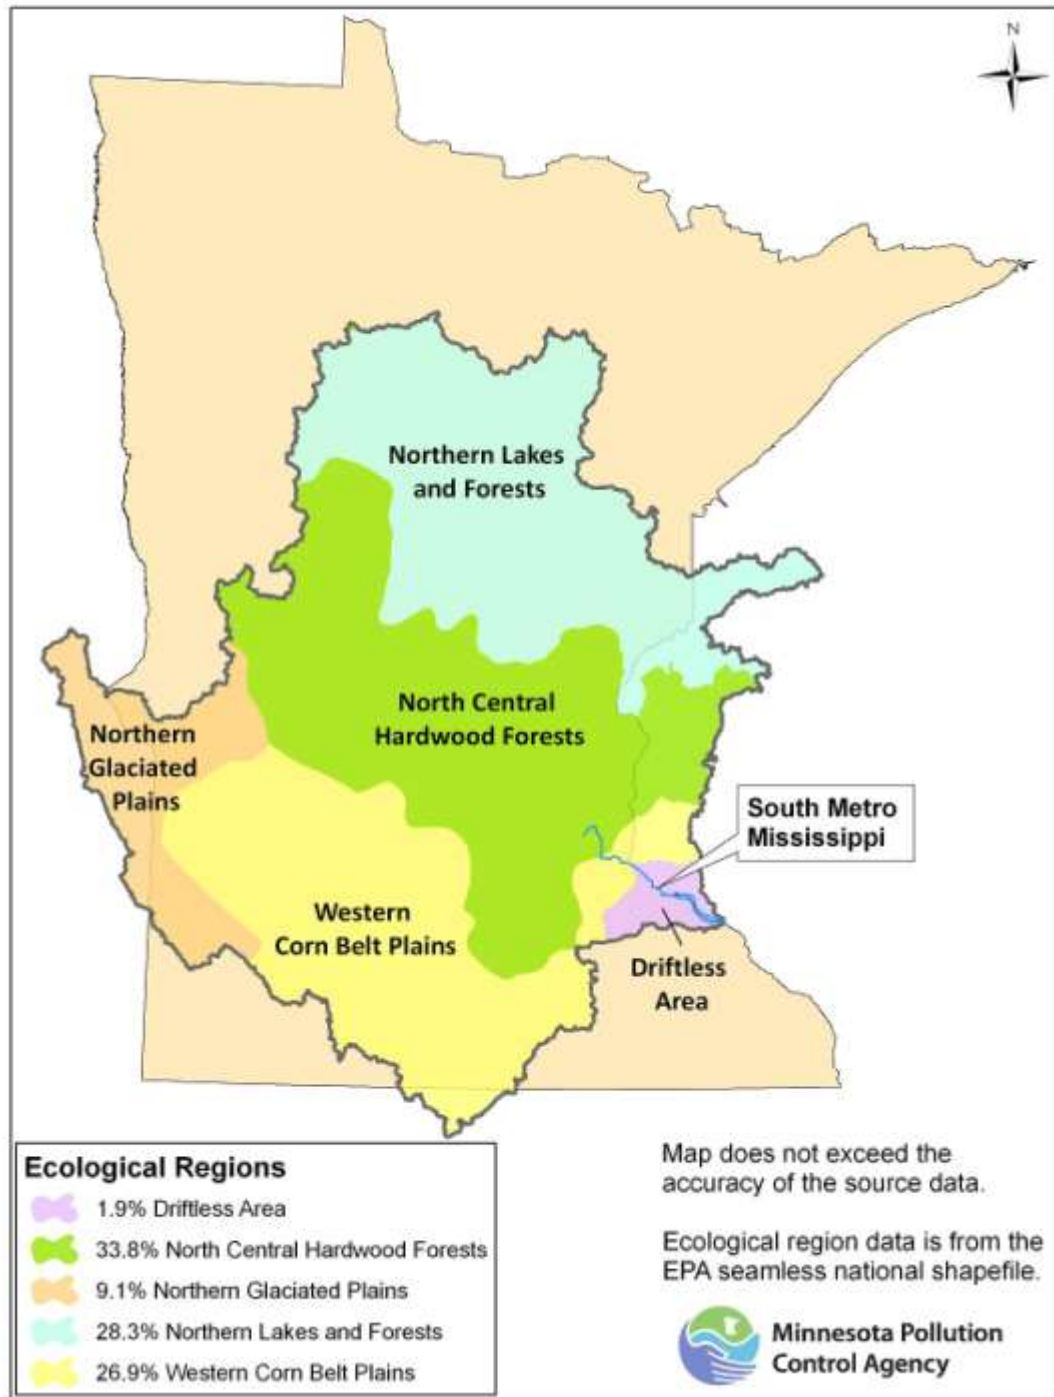 N
Northern Lakes
and Forests
North Central
Hardwood Forests
Northern
Glaciated
Plains
South Metro
Mississippi
Western
Corn Belt Plains
Driftless
Area
Ecological Regions
1.9% Driftless Area
33.8% North Central Hardwood Forests
9.1% Northern Glaciated Plains
28.3% Northern Lakes and Forests
26.9% Western Corn Belt Plains
Map does not exceed the
accuracy of the source data.
Ecological region data is from the
EPA seamless national shapefile.
Minnesota Pollution
Control Agency